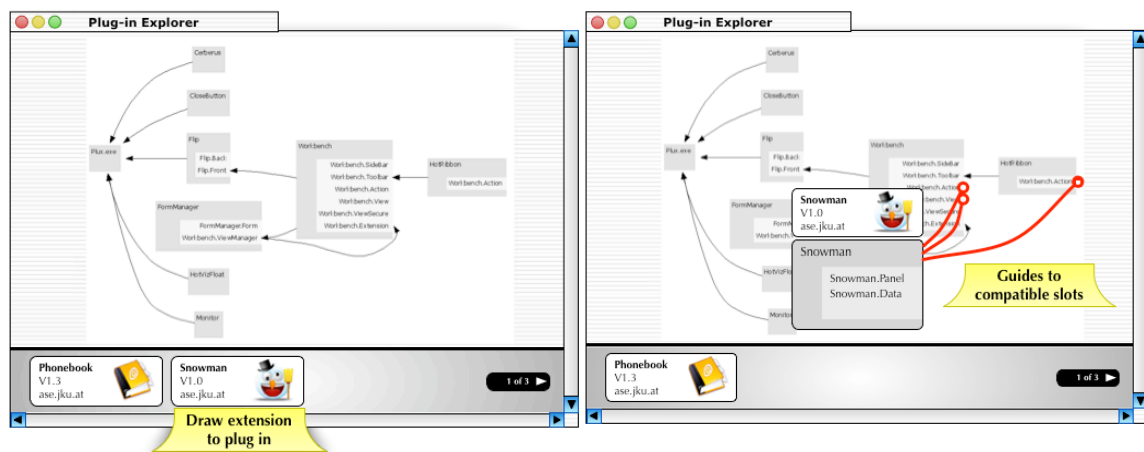 Plug-in Explorer
Cerberus
CloseButton
Plux.exe
Flip
Flip.Back
Flip.Front
Workbench
Workbench.SideBar
Workbench.Toolbar
Workbench.Action
Workbench.View
Workbench.ViewSecure
Workbench.Extension
HotRibbon
Workbench.Action
FormManager
FormManager.Form
Workbench.ViewManager
HotVizFloat
Monitor
Phonebook
V1.3
ase.jku.at
Snowman
V1.0
ase.jku.at
1 of 3
Draw extension
to plug in
Plug-in Explorer
Cerberus
CloseButton
Plux.exe
Flip
Flip.Back
Flip.Front
Workbench
Workbench.SideBar
Workbench.Toolbar
Workbench.Action
HotRibbon
Workbench.Action
FormManager
Snowman
V1.0
ase.jku.at
Snowman
Snowman.Panel
Snowman.Data
HotVizFl
Monitor
Guides to
compatible slots
Phonebook
V1.3
ase.jku.at
1 of 3